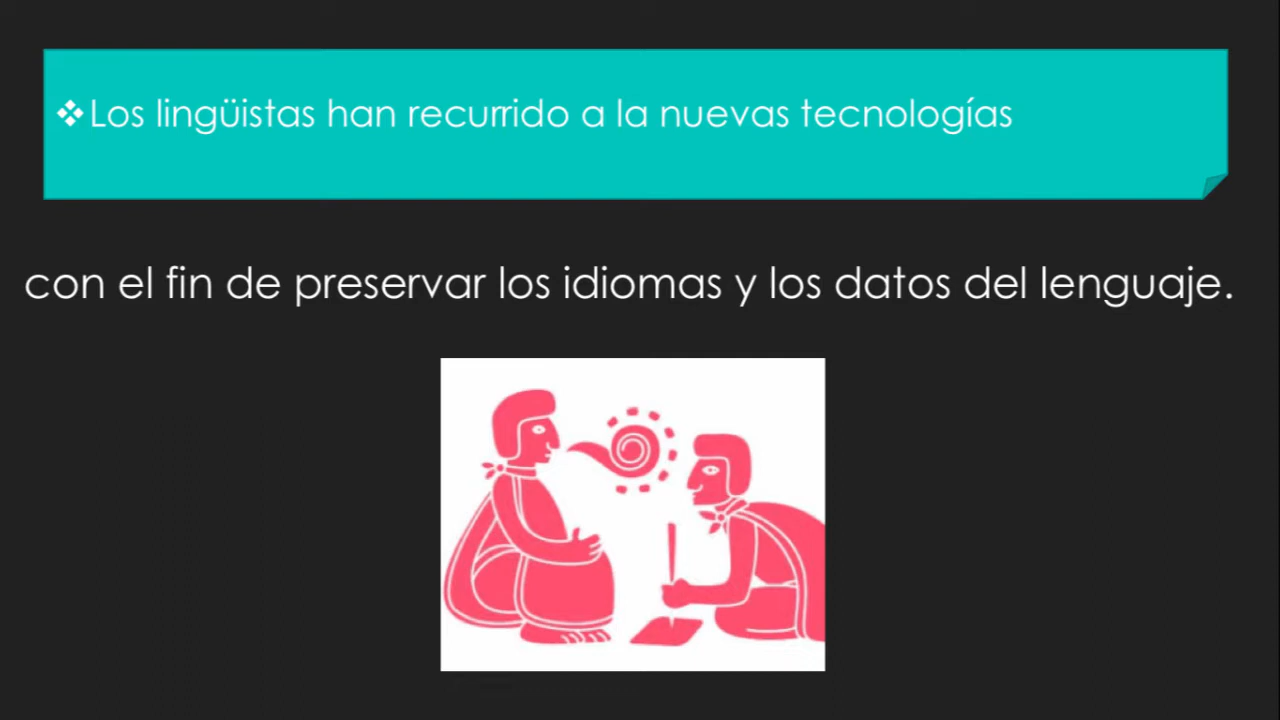 ❖Los lingüistas han recurrido a la nuevas tecnologías
con el fin de preservar los idiomas y los datos del lenguaje.